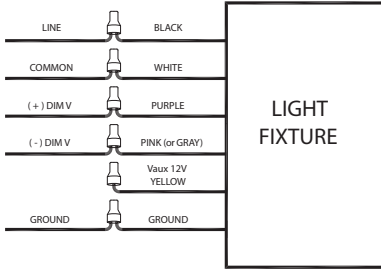 LINE BLACK
COMMON WHITE
( + ) DIM V PURPLE
( - ) DIM V PINK (or GRAY)
Vaux 12V
YELLOW
GROUND GROUND
LIGHT
FIXTURE